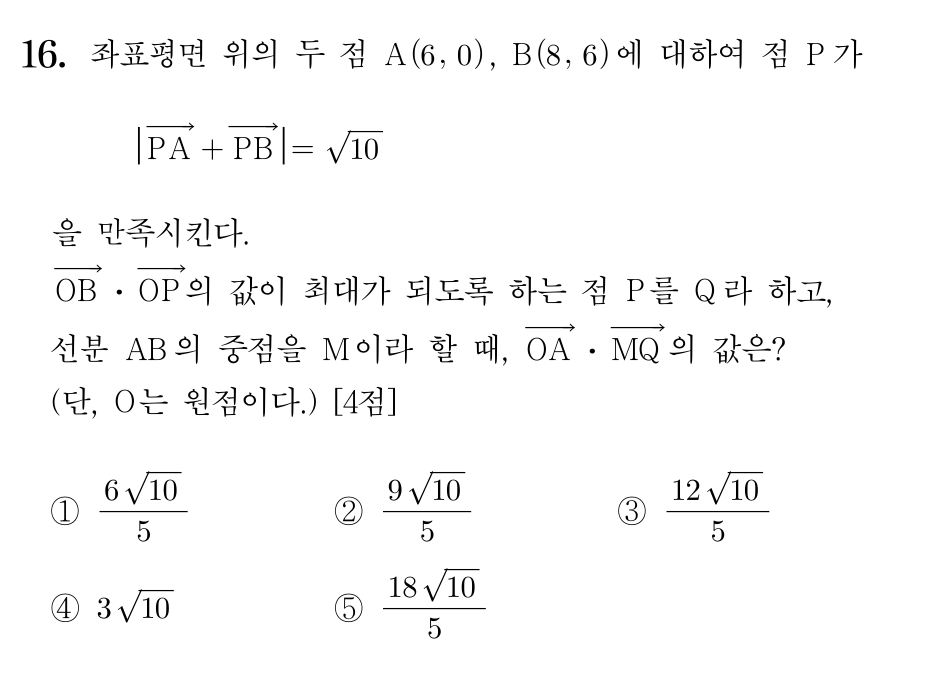 16. 좌표평면 위의 두 점 A(6, 0), B(8, 6)에 대하여 점 P가
|$\overrightarrow{PA}$ + $\overrightarrow{PB}$| = $\sqrt{10}$
을 만족시킨다.
$\overrightarrow{OB}$ · $\overrightarrow{OP}$의 값이 최대가 되도록 하는 점 P를 Q라 하고,
선분 AB의 중점을 M이라 할 때, $\overrightarrow{OA}$ · $\overrightarrow{MQ}$의 값은?
(단, O는 원점이다.) [4점]
① $\frac{6\sqrt{10}}{5}$ ② $\frac{9\sqrt{10}}{5}$ ③ $\frac{12\sqrt{10}}{5}$
④ $3\sqrt{10}$ ⑤ $\frac{18\sqrt{10}}{5}$